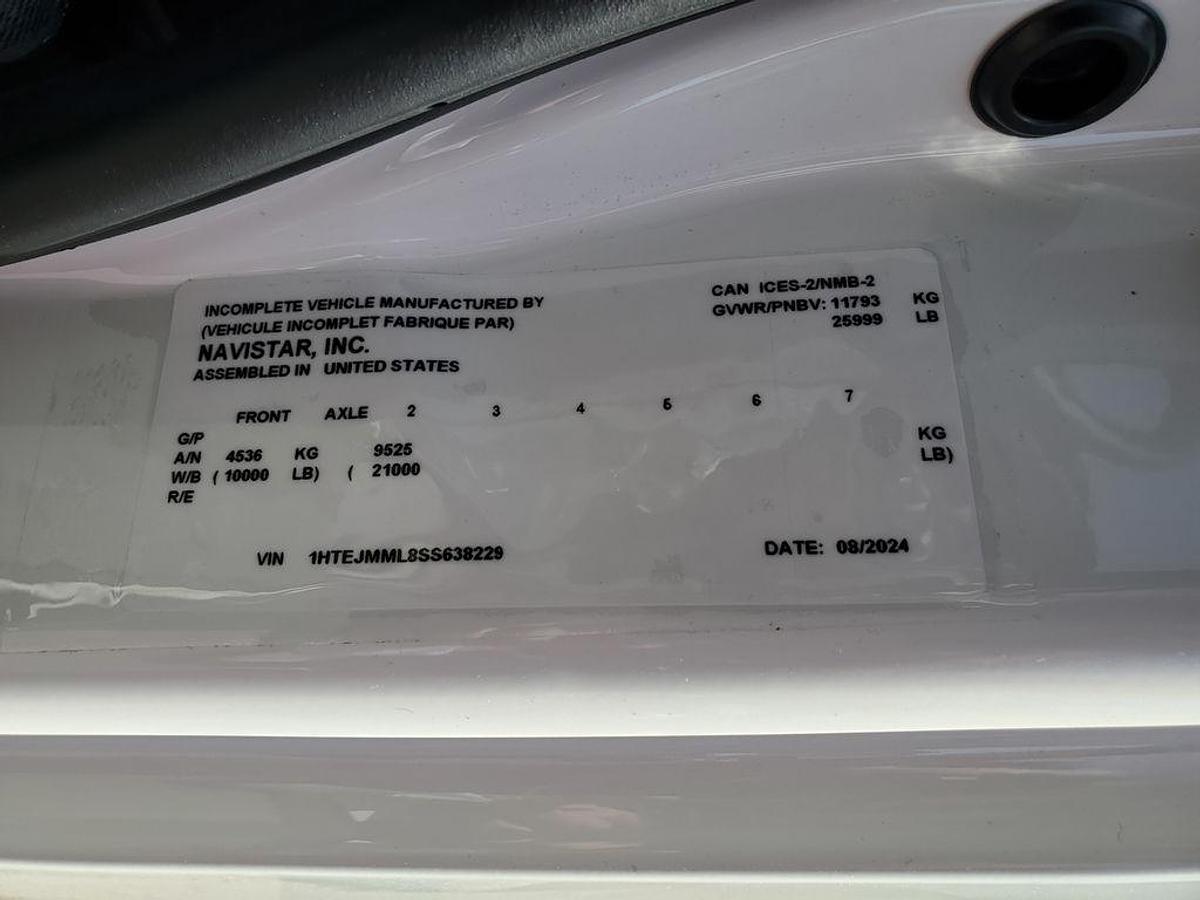 INCOMPLETE VEHICLE MANUFACTURED BY
(VEHICULE INCOMPLET FABRIQUE PAR)
NAVISTAR, INC.
ASSEMBLED IN UNITED STATES
CAN ICES-2/NMB-2
GVWR/PNBV: 11793 KG
25999 LB
FRONT AXLE 2 3 4 5 6 7
G/P
A/N 4536 KG 9525 KG
W/B ( 10000 LB) ( 21000 LB)
R/E
VIN 1HTEJMML8SS638229 DATE: 08/2024